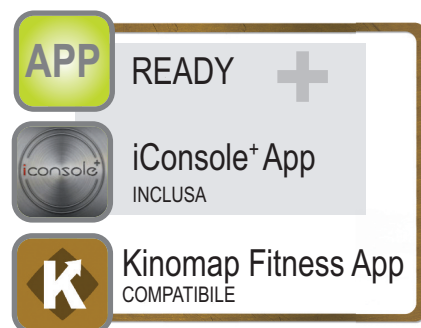 APP
READY +
iconsole+
iConsole+ App
INCLUSA
K
Kinomap Fitness App
COMPATIBILE